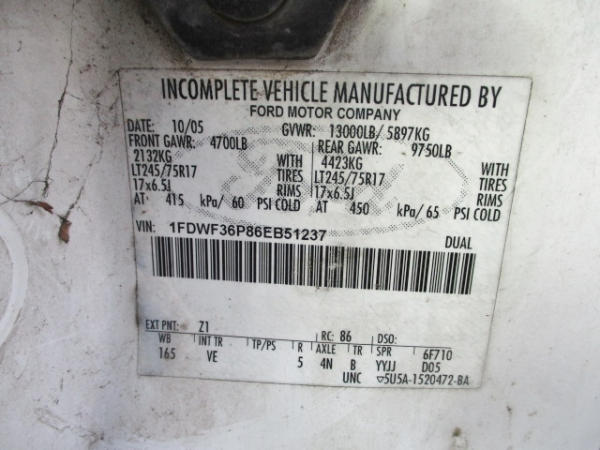 INCOMPLETE VEHICLE MANUFACTURED BY
FORD MOTOR COMPANY
DATE: 10/05 GVWR: 13000LB/ 5897KG
FRONT GAWR: 4700LB REAR GAWR: 9750LB
2132KG WITH 4423KG WITH
LT245/75R17 TIRES LT245/75R17 TIRES
17x6.5J RIMS 17x6.5J RIMS
AT 415 kPa/ 60 PSI COLD AT 450 kPa/ 65 PSI COLD
VIN: 1FDWF36P86EB51237 DUAL
EXT PNT: Z1 RC: 86 DSO:
WB INT TR TP/PS R AXLE TR SPR 6F710
165 VE 5 4N B YYJJ D05
UNC ▽5U5A-1520472-BA